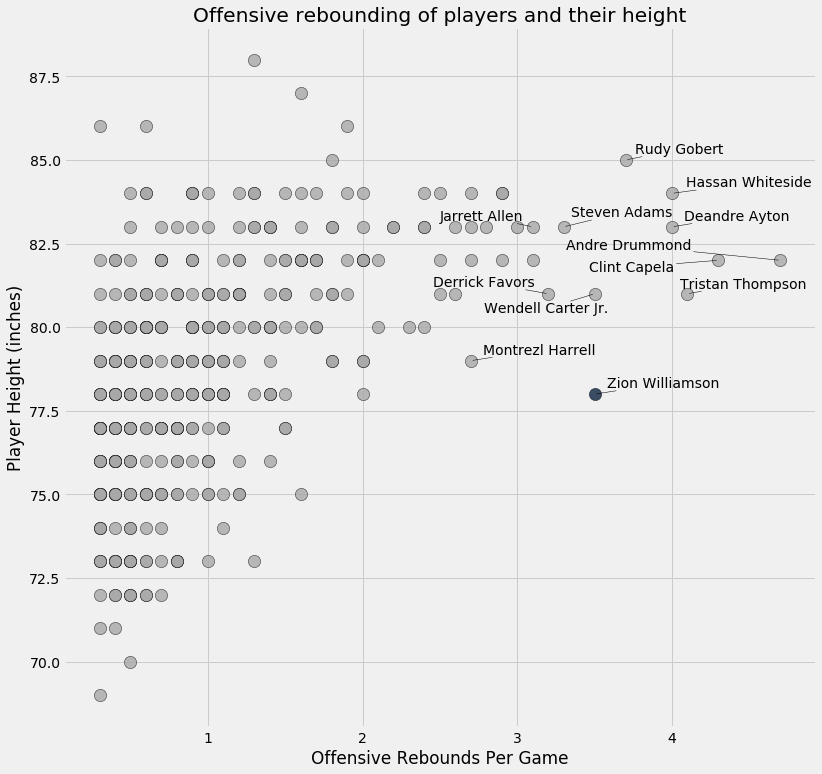 Offensive rebounding of players and their height
87.5
85.0
82.5
80.0
77.5
75.0
72.5
70.0
Player Height (inches)
Rudy Gobert
Hassan Whiteside
Jarrett Allen
Steven Adams
Deandre Ayton
Andre Drummond
Clint Capela
Derrick Favors
Tristan Thompson
Wendell Carter Jr.
Montrezl Harrell
Zion Williamson
1
2
3
4
Offensive Rebounds Per Game